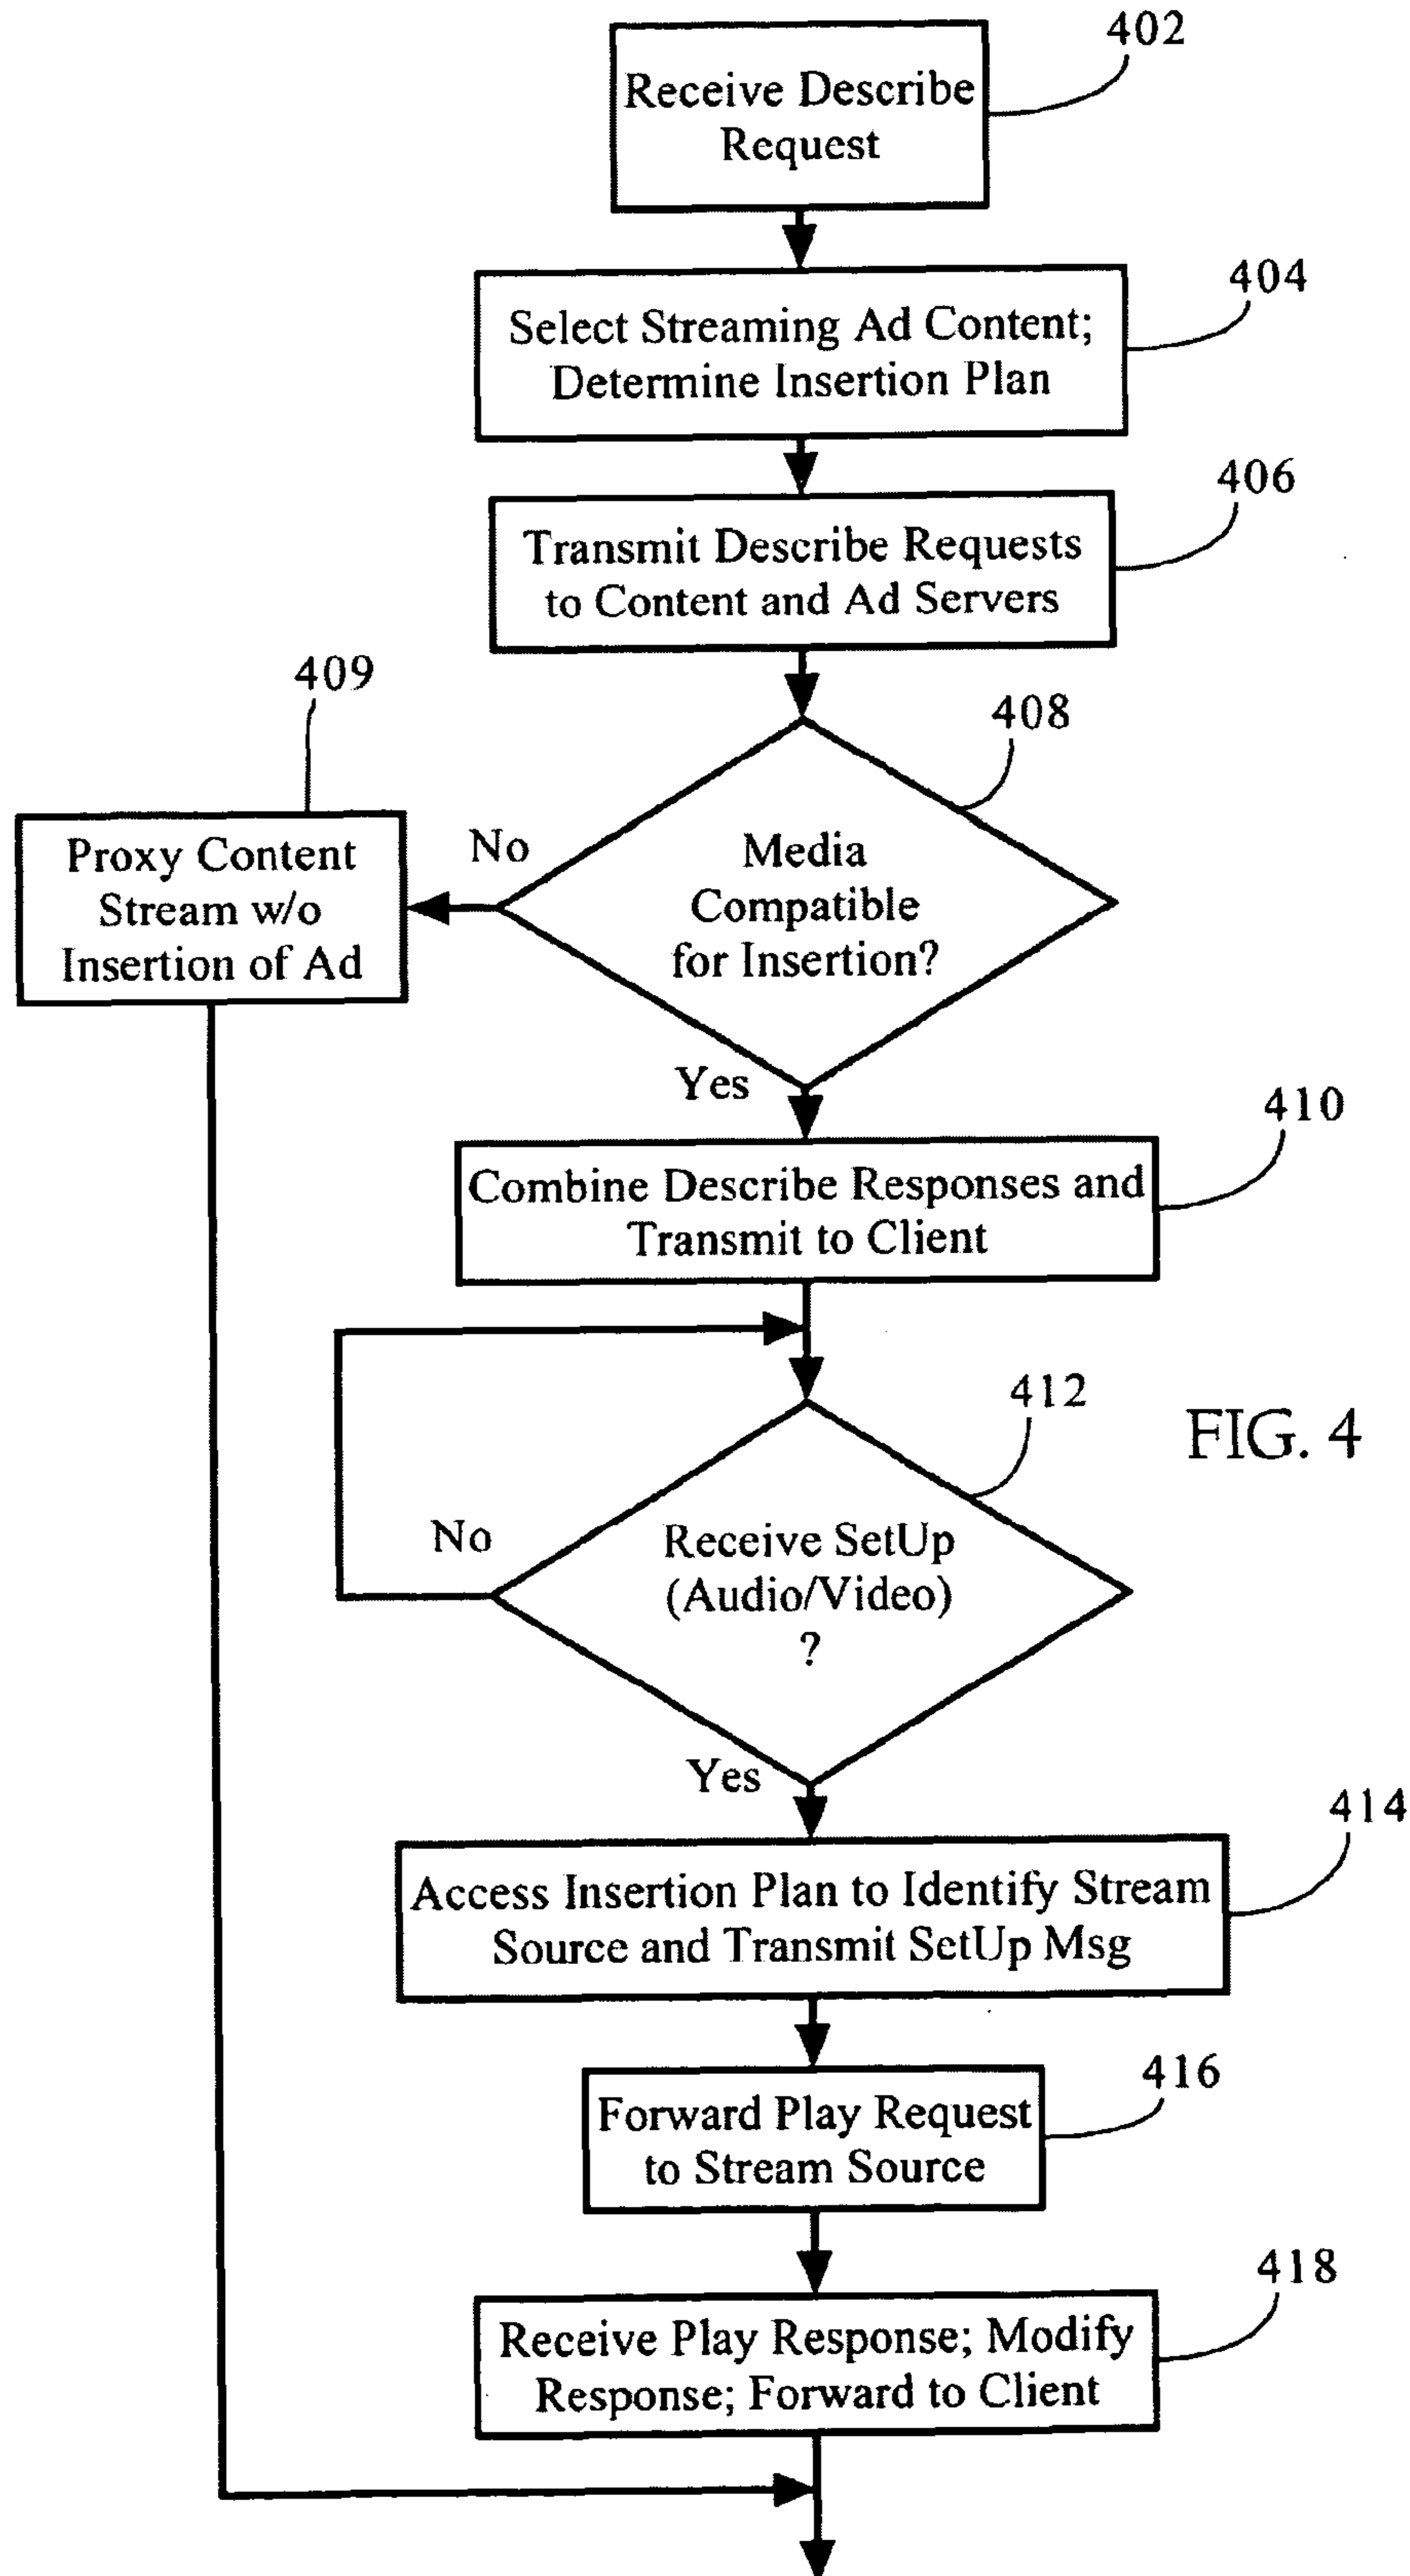 402
Receive Describe
Request
404
Select Streaming Ad Content;
Determine Insertion Plan
406
Transmit Describe Requests
to Content and Ad Servers
409
408
No
Proxy Content
Stream w/o
Insertion of Ad
Media
Compatible
for Insertion?
Yes
410
Combine Describe Responses and
Transmit to Client
412
FIG. 4
No
Receive SetUp
(Audio/Video)
?
Yes
414
Access Insertion Plan to Identify Stream
Source and Transmit SetUp Msg
416
Forward Play Request
to Stream Source
418
Receive Play Response; Modify
Response; Forward to Client